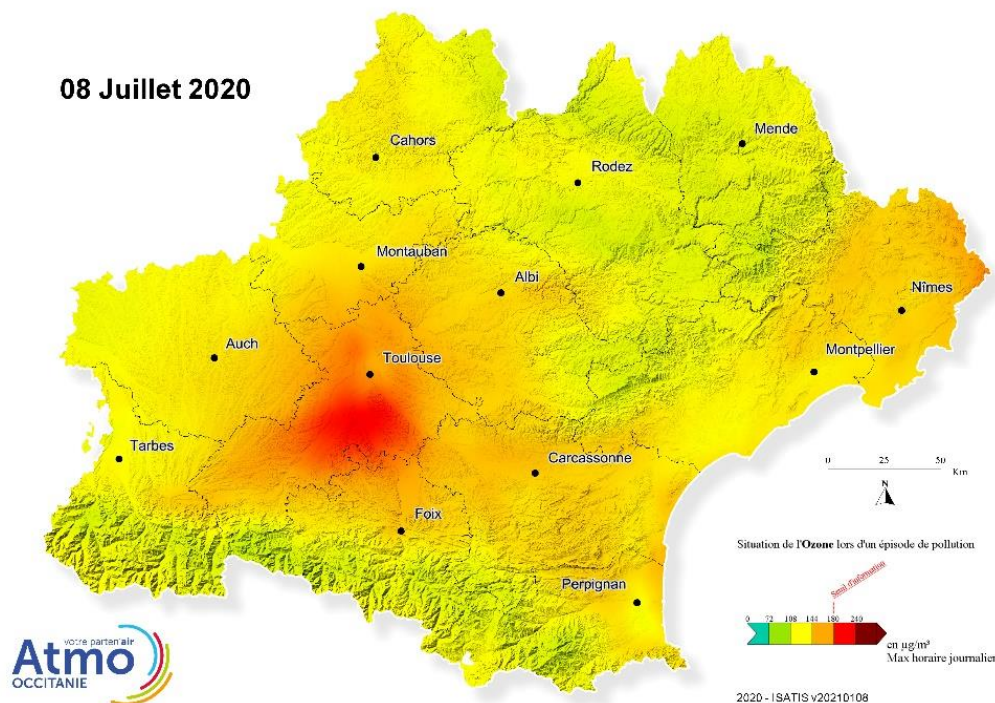 08 Juillet 2020
Cahors
Mende
Rodez
Montauban
Albi
Nîmes
Auch
Toulouse
Montpellier
Tarbes
Carcassonne
Foix
Perpignan
0 25 50
Km
N
Situation de l'Ozone lors d'un épisode de pollution
Seuil d'information
0 72 108 144 180 240
en µg/m³
Max horaire journalier
votre parten'air
Atmo
OCCITANIE
2020 - ISATIS v20210108